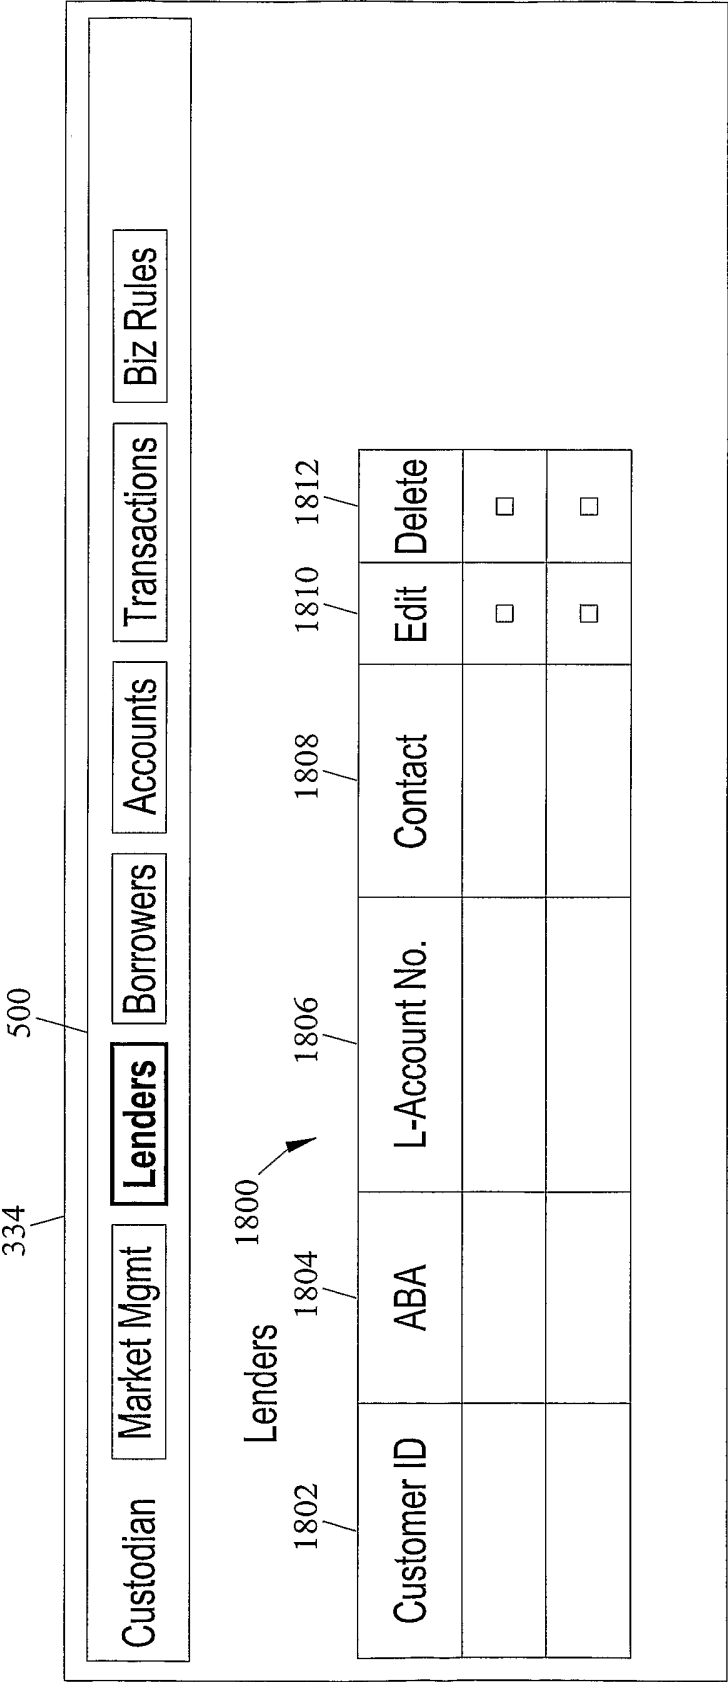 334
500
Custodian Market Mgmt Lenders Borrowers Accounts Transactions Biz Rules
Lenders
1800
1802 1804 1806 1808 1810 1812
Customer ID ABA L-Account No. Contact Edit Delete